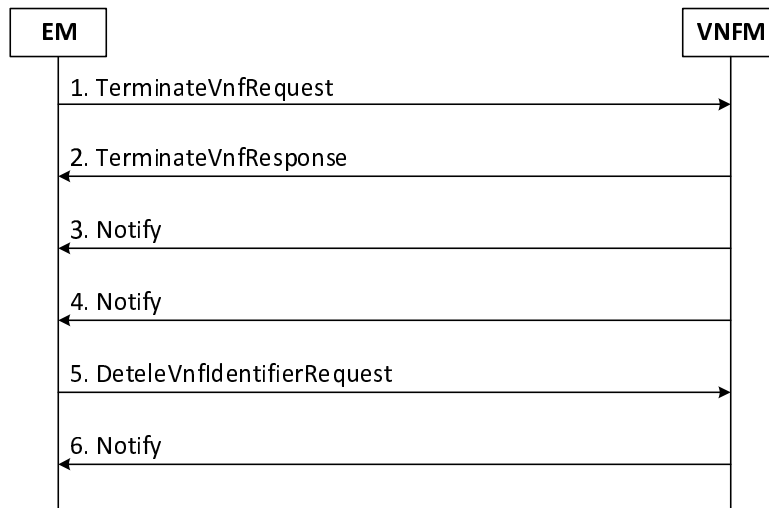 EM
VNFM
1. TerminateVnfRequest
2. TerminateVnfResponse
3. Notify
4. Notify
5. DeteleVnfIdentifierRequest
6. Notify